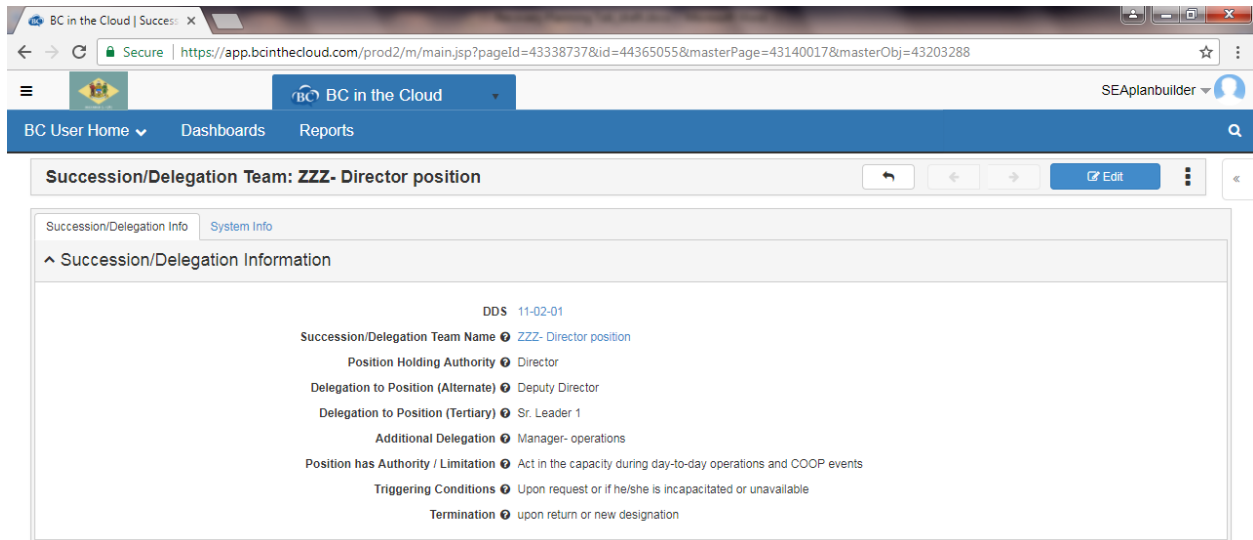 BC in the Cloud | Success
Secure | https://app.bcinthecloud.com/prod2/m/main.jsp?pageId=43338737&id=44365055&masterPage=43140017&masterObj=43203288
BC BC in the Cloud
SEAplanbuilder
BC User Home Dashboards Reports
Succession/Delegation Team: ZZZ- Director position
Edit
Succession/Delegation Info System Info
Succession/Delegation Information
DDS 11-02-01
Succession/Delegation Team Name ZZZ- Director position
Position Holding Authority Director
Delegation to Position (Alternate) Deputy Director
Delegation to Position (Tertiary) Sr. Leader 1
Additional Delegation Manager- operations
Position has Authority / Limitation Act in the capacity during day-to-day operations and COOP events
Triggering Conditions Upon request or if he/she is incapacitated or unavailable
Termination upon return or new designation